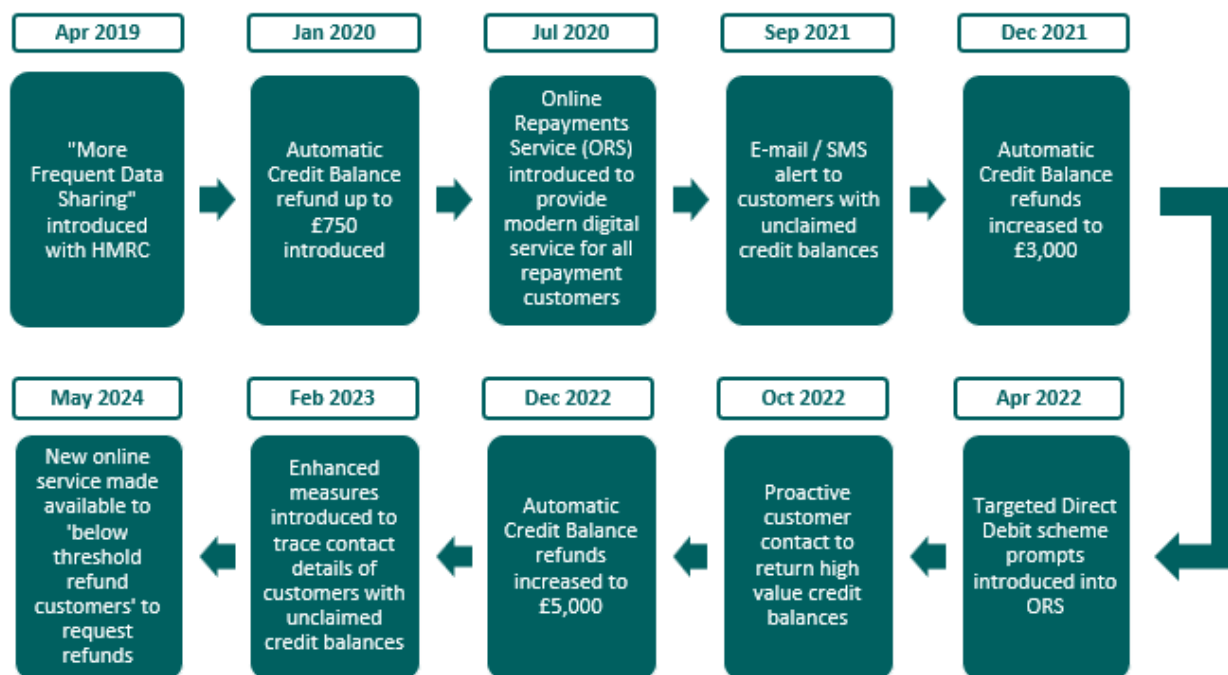 Apr 2019
"More
Frequent Data
Sharing"
introduced
with HMRC
Jan 2020
Automatic
Credit Balance
refund up to
£750
introduced
Jul 2020
Online
Repayments
Service (ORS)
introduced to
provide
modern digital
service for all
repayment
customers
Sep 2021
E-mail / SMS
alert to
customers with
unclaimed
credit balances
Dec 2021
Automatic
Credit Balance
refunds
increased to
£3,000
Apr 2022
Targeted Direct
Debit scheme
prompts
introduced into
ORS
Oct 2022
Proactive
customer
contact to
return high
value credit
balances
Dec 2022
Automatic
Credit Balance
refunds
increased to
£5,000
Feb 2023
Enhanced
measures
introduced to
trace contact
details of
customers with
unclaimed
credit balances
May 2024
New online
service made
available to
'below
threshold
refund
customers' to
request
refunds